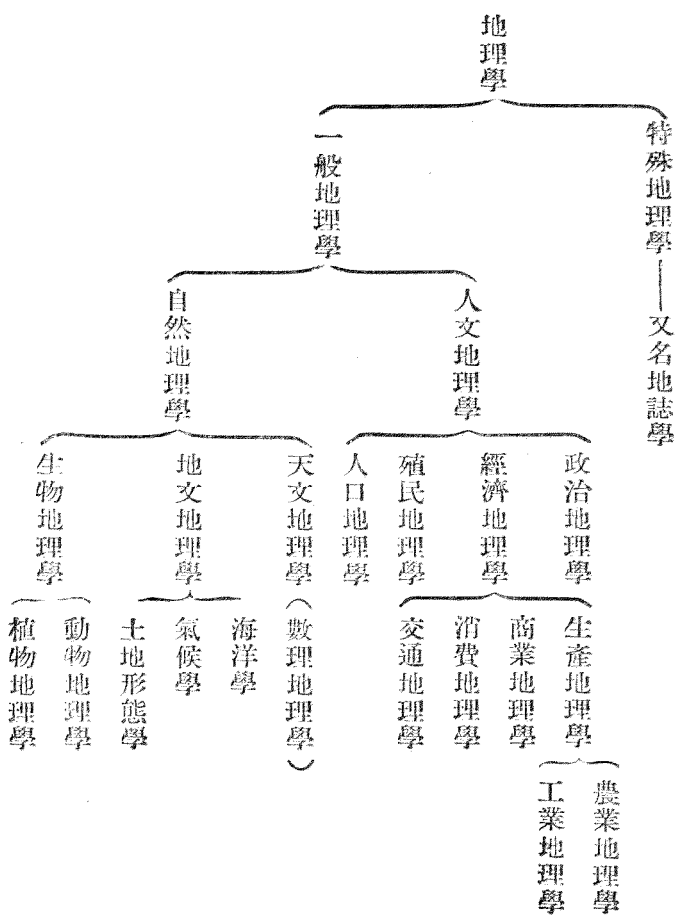 地理學
特殊地理學——又名地誌學
一般地理學
人文地理學
自然地理學
政治地理學
經濟地理學
殖民地理學
人口地理學
天文地理學(數理地理學)
地文地理學
生物地理學
生產地理學
商業地理學
消費地理學
交通地理學
海洋學
氣候學
土地形態學
動物地理學
植物地理學
農業地理學
工業地理學